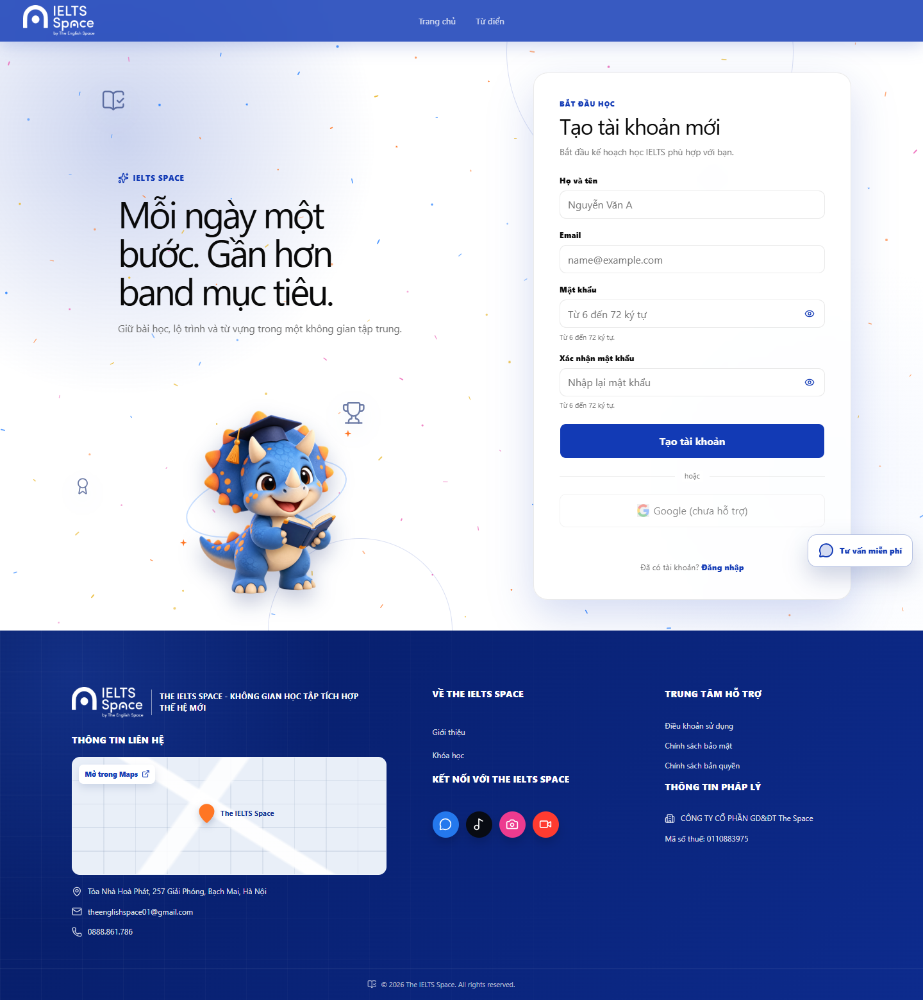 IELTS
Space
by The English Space
Trang chủ
Từ điển
IELTS SPACE
Mỗi ngày một
bước. Gần hơn
band mục tiêu.
Giữ bài học, lộ trình và từ vựng trong một không gian tập trung.
BẮT ĐẦU HỌC
Tạo tài khoản mới
Bắt đầu kế hoạch học IELTS phù hợp với bạn.
Họ và tên
Nguyễn Văn A
Email
name@example.com
Mật khẩu
Từ 6 đến 72 ký tự
Từ 6 đến 72 ký tự.
Xác nhận mật khẩu
Nhập lại mật khẩu
Từ 6 đến 72 ký tự.
Tạo tài khoản
hoặc
Google (chưa hỗ trợ)
Đã có tài khoản? Đăng nhập
Tư vấn miễn phí
IELTS
Space
by The English Space
THE IELTS SPACE - KHÔNG GIAN HỌC TẬP TÍCH HỢP
THẾ HỆ MỚI
THÔNG TIN LIÊN HỆ
Mở trong Maps
The IELTS Space
Tòa Nhà Hoà Phát, 257 Giải Phóng, Bạch Mai, Hà Nội
theenglishspace01@gmail.com
0888.861.786
VỀ THE IELTS SPACE
Giới thiệu
Khóa học
KẾT NỐI VỚI THE IELTS SPACE
TRUNG TÂM HỖ TRỢ
Điều khoản sử dụng
Chính sách bảo mật
Chính sách bản quyền
THÔNG TIN PHÁP LÝ
CÔNG TY CỔ PHẦN GD&ĐT The Space
Mã số thuế: 0110883975
© 2026 The IELTS Space. All rights reserved.